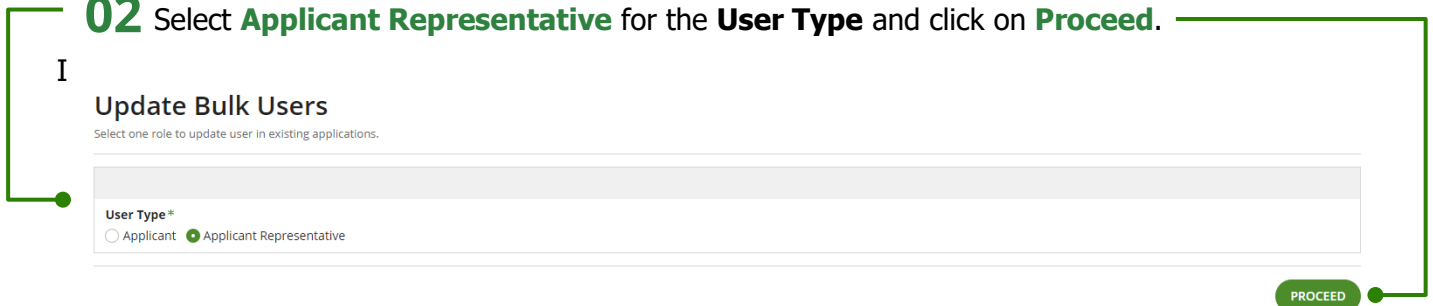 02 Select Applicant Representative for the User Type and click on Proceed.
I
Update Bulk Users
Select one role to update user in existing applications.
User Type*
Applicant Applicant Representative
PROCEED